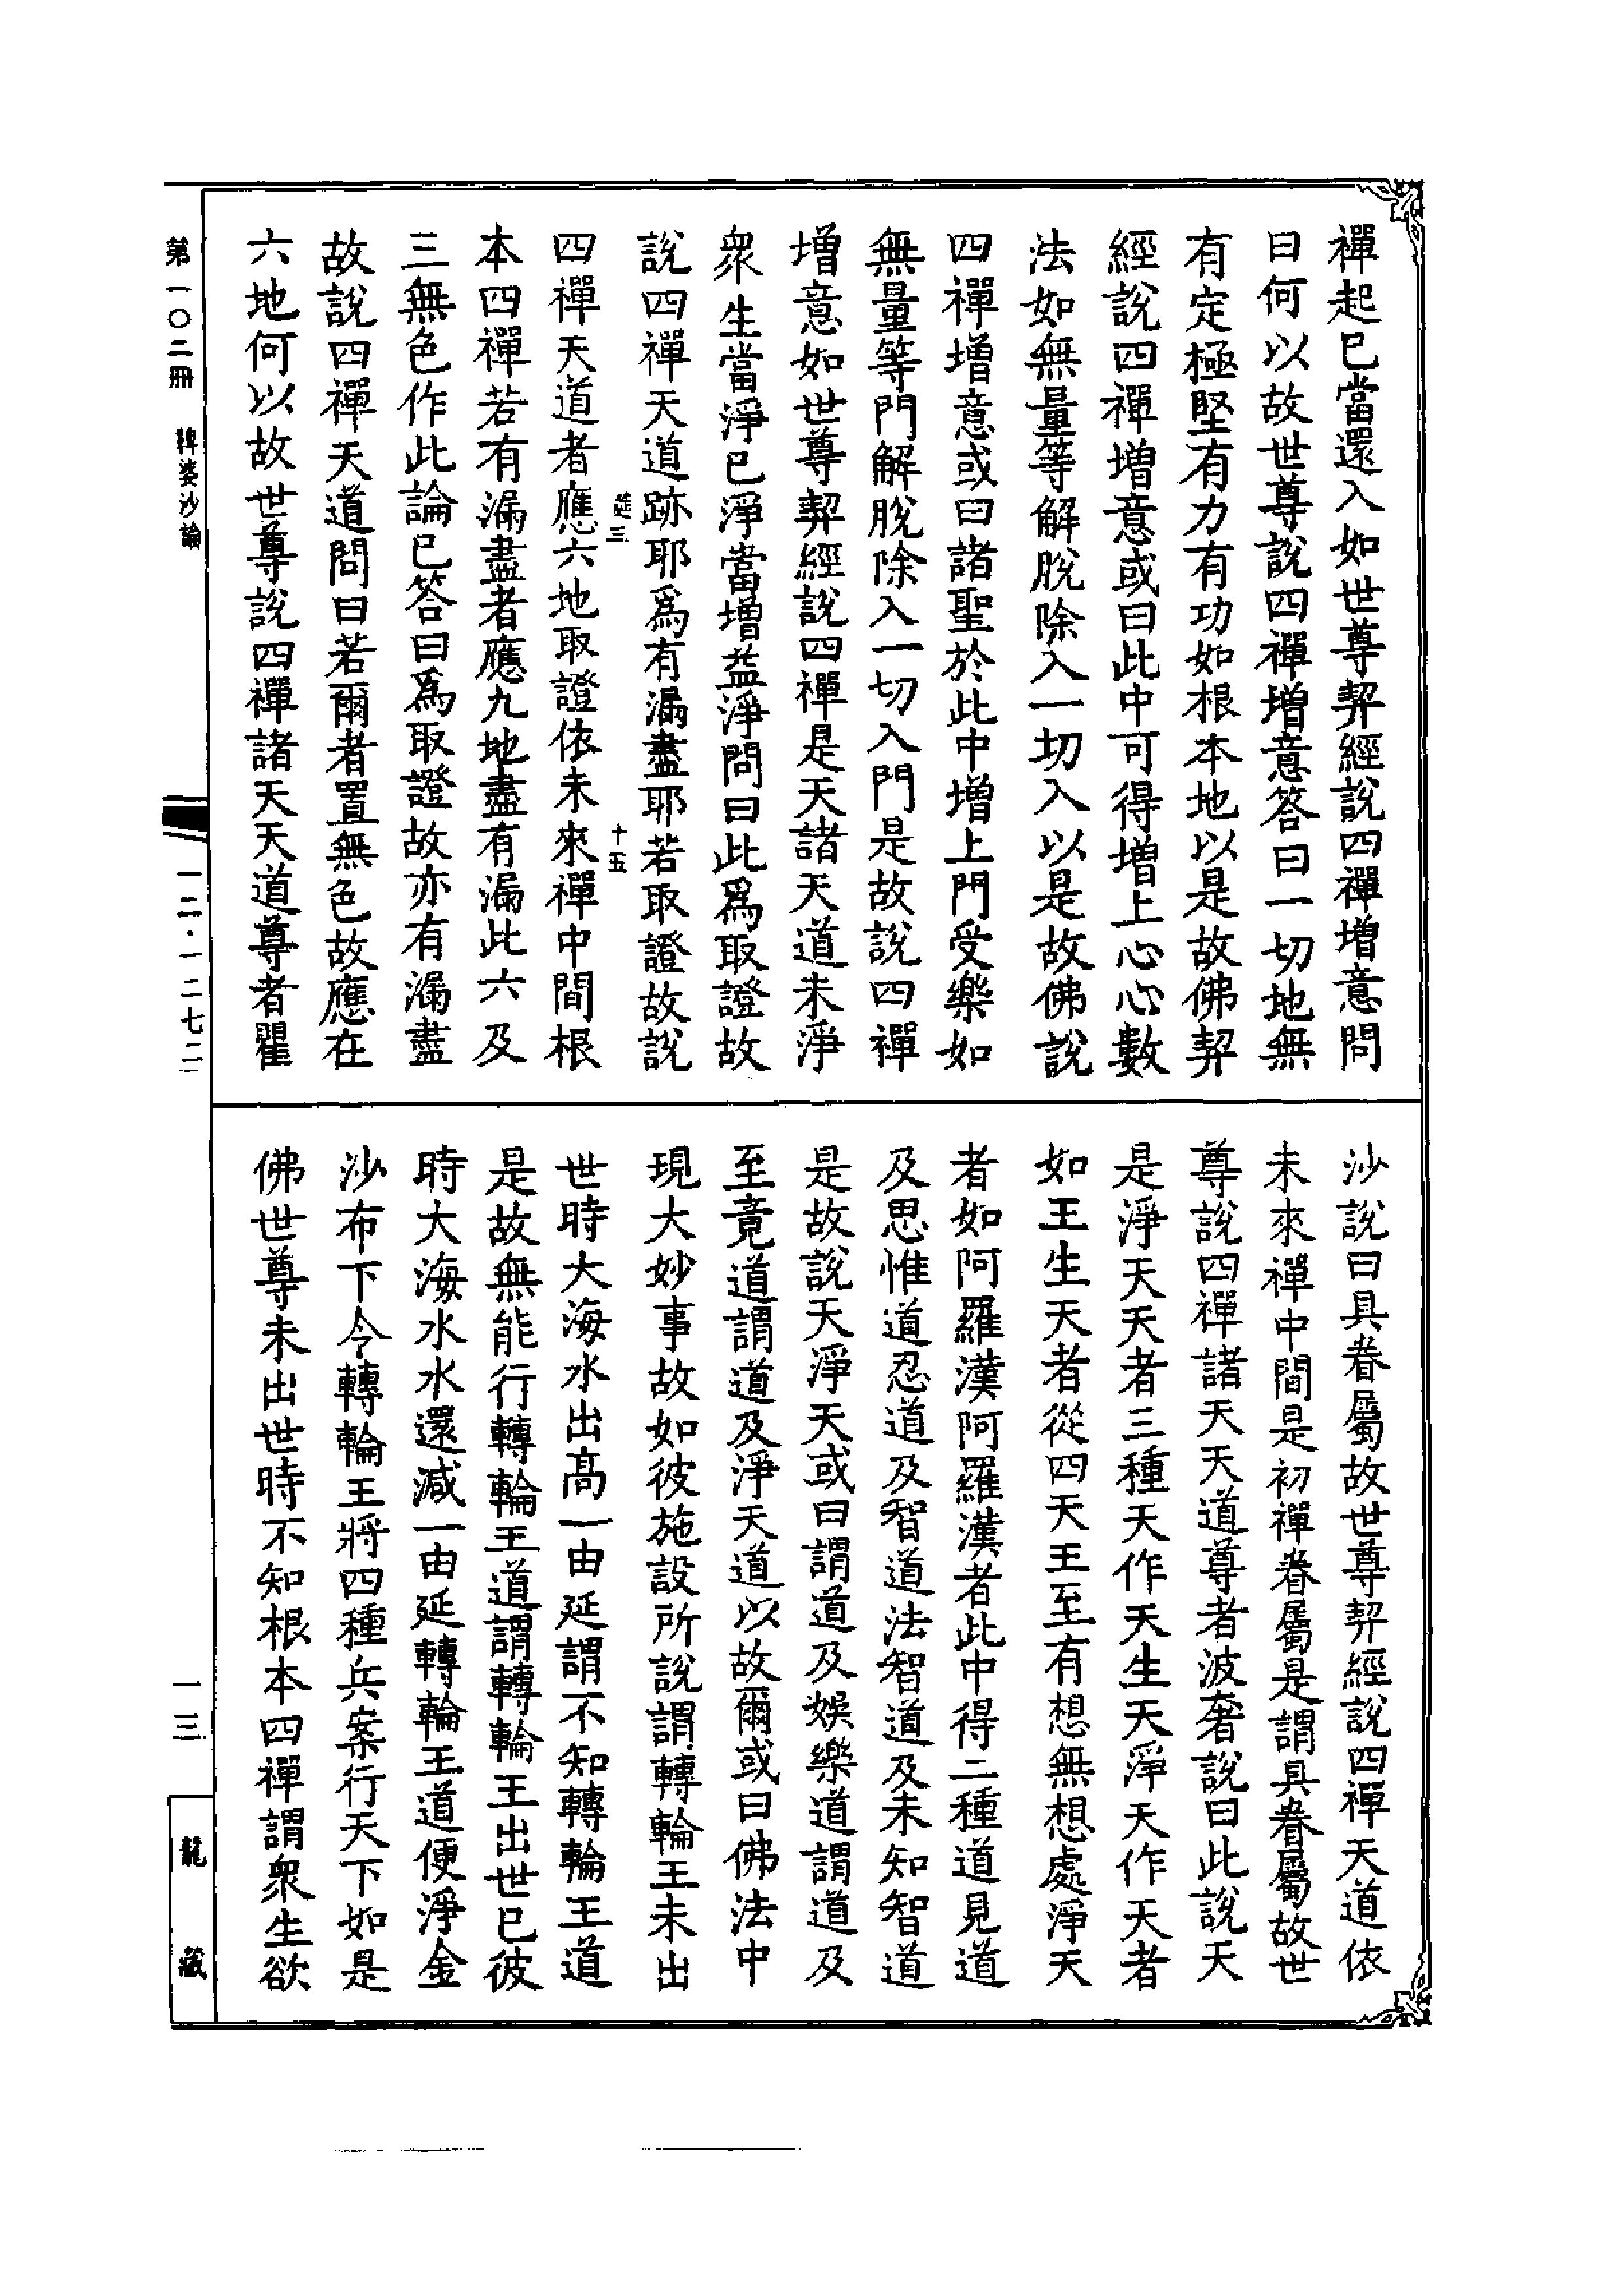 禪起已當還入如世尊契經說四禪增意問
曰何以故世尊說四禪增意答曰一切地無
有定極堅有力有功如根本地以是故佛契
經說四禪增意或曰此中可得增上心心數
法如無量等解脫除入一切入以是故佛說
四禪增意或曰諸聖於此中增上門受樂如
無量等門解脫除入一切入門是故說四禪
增意如世尊契經說四禪是天諸天道未淨
眾生當淨已淨當增益淨問曰此為取證故
說四禪天道跡耶為有漏盡耶若取證故說
筵三
十五
四禪天道者應六地取證依未來禪中間根
本四禪若有漏盡者應九地盡有漏此六及
三無色作此論已答曰為取證故亦有漏盡
故說四禪天道問曰若爾者置無色故應在
六地何以故世尊說四禪諸天天道尊者瞿
沙說曰具眷屬故世尊契經說四禪天道依
未來禪中間是初禪眷屬是謂具眷屬故世
尊說四禪諸天天道尊者波奢說曰此說天
是淨天天者三種天作天生天淨天作天者
如王生天者從四天王至有想無想處淨天
者如阿羅漢阿羅漢者此中得二種道見道
及思惟道忍道及智道法智道及未知智道
是故說天淨天或曰謂道及娛樂道謂道及
至竟道謂道及淨天道以故爾或曰佛法中
現大妙事故如彼施設所說謂轉輪王未出
世時大海水出高一由延謂不知轉輪王道
是故無能行轉輪王道謂轉輪王出世已彼
時大海水水還減一由延轉輪王道便淨金
沙布下令轉輪王將四種兵案行天下如是
佛世尊未出世時不知根本四禪謂眾生欲
第一〇二冊 鞞婆沙論
一二·一二七二
一三
龍藏